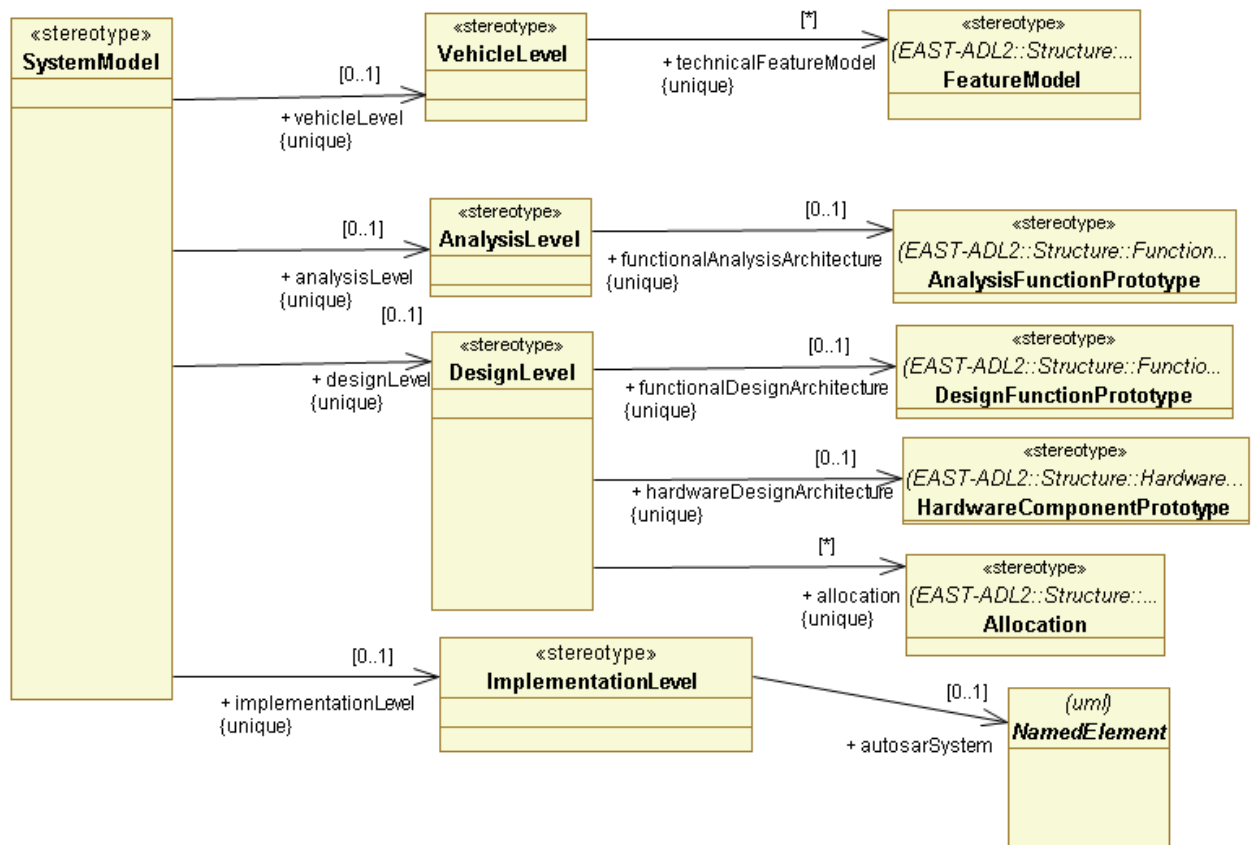 «stereotype»
SystemModel
[0..1]
+ vehicleLevel
{unique}
«stereotype»
VehicleLevel
[*]
+ technicalFeatureModel
{unique}
«stereotype»
(EAST-ADL2::Structure:...
FeatureModel
[0..1]
+ analysisLevel
{unique}
«stereotype»
AnalysisLevel
[0..1]
+ functionalAnalysisArchitecture
{unique}
«stereotype»
(EAST-ADL2::Structure::Function...
AnalysisFunctionPrototype
[0..1]
+ designLevel
{unique}
«stereotype»
DesignLevel
[0..1]
+ functionalDesignArchitecture
{unique}
«stereotype»
(EAST-ADL2::Structure::Functio...
DesignFunctionPrototype
[0..1]
+ hardwareDesignArchitecture
{unique}
«stereotype»
(EAST-ADL2::Structure::Hardware...
HardwareComponentPrototype
[*]
+ allocation
{unique}
«stereotype»
(EAST-ADL2::Structure::...
Allocation
[0..1]
+ implementationLevel
{unique}
«stereotype»
ImplementationLevel
[0..1]
+ autosarSystem
(uml)
NamedElement